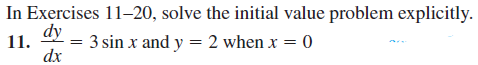 In Exercises 11–20, solve the initial value problem explicitly.
11. dy/dx = 3 sin x and y = 2 when x = 0